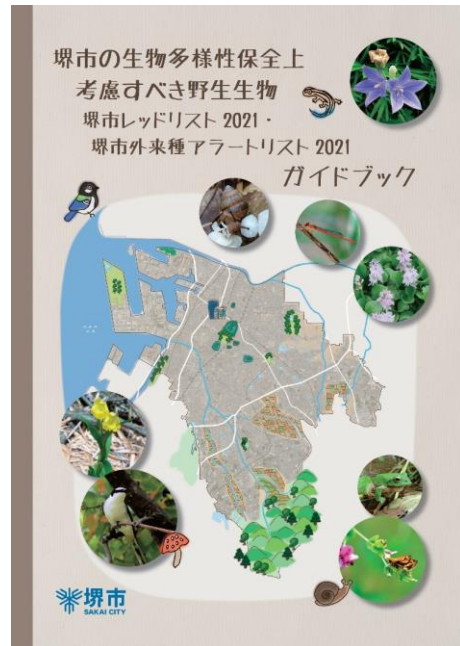 堺市の生物多様性保全上
考慮すべき野生生物
堺市レッドリスト 2021・
堺市外来種アラートリスト 2021
ガイドブック
堺市
SAKAI CITY